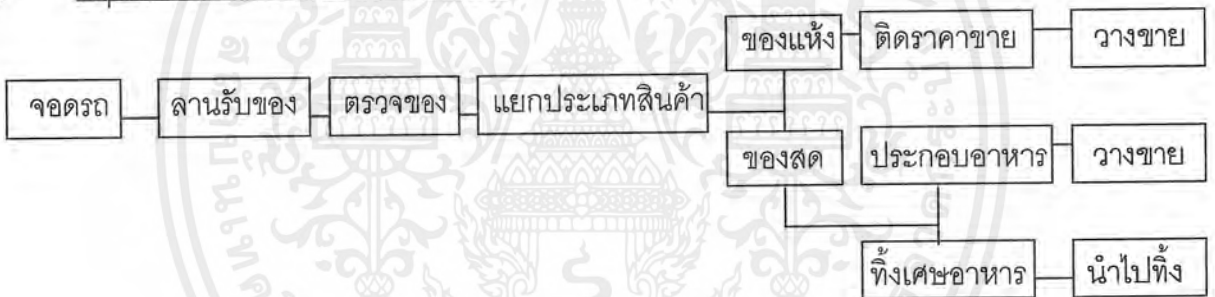 ของแห้ง ติดราคาขาย วางขาย
จอดรถ ลานรับของ ตรวจของ แยกประเภทสินค้า
ของสด ประกอบอาหาร วางขาย
ทิ้งเศษอาหาร นำไปทิ้ง